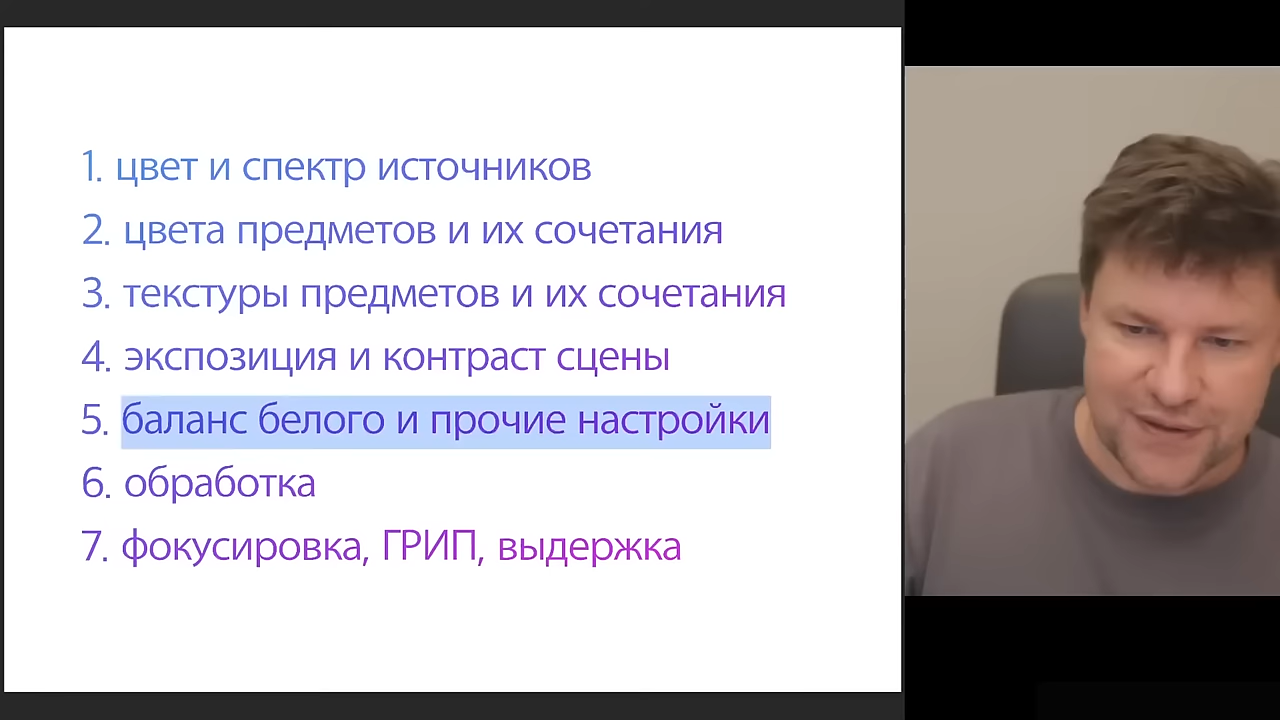 1. цвет и спектр источников
2. цвета предметов и их сочетания
3. текстуры предметов и их сочетания
4. экспозиция и контраст сцены
5. баланс белого и прочие настройки
6. обработка
7. фокусировка, ГРИП, выдержка